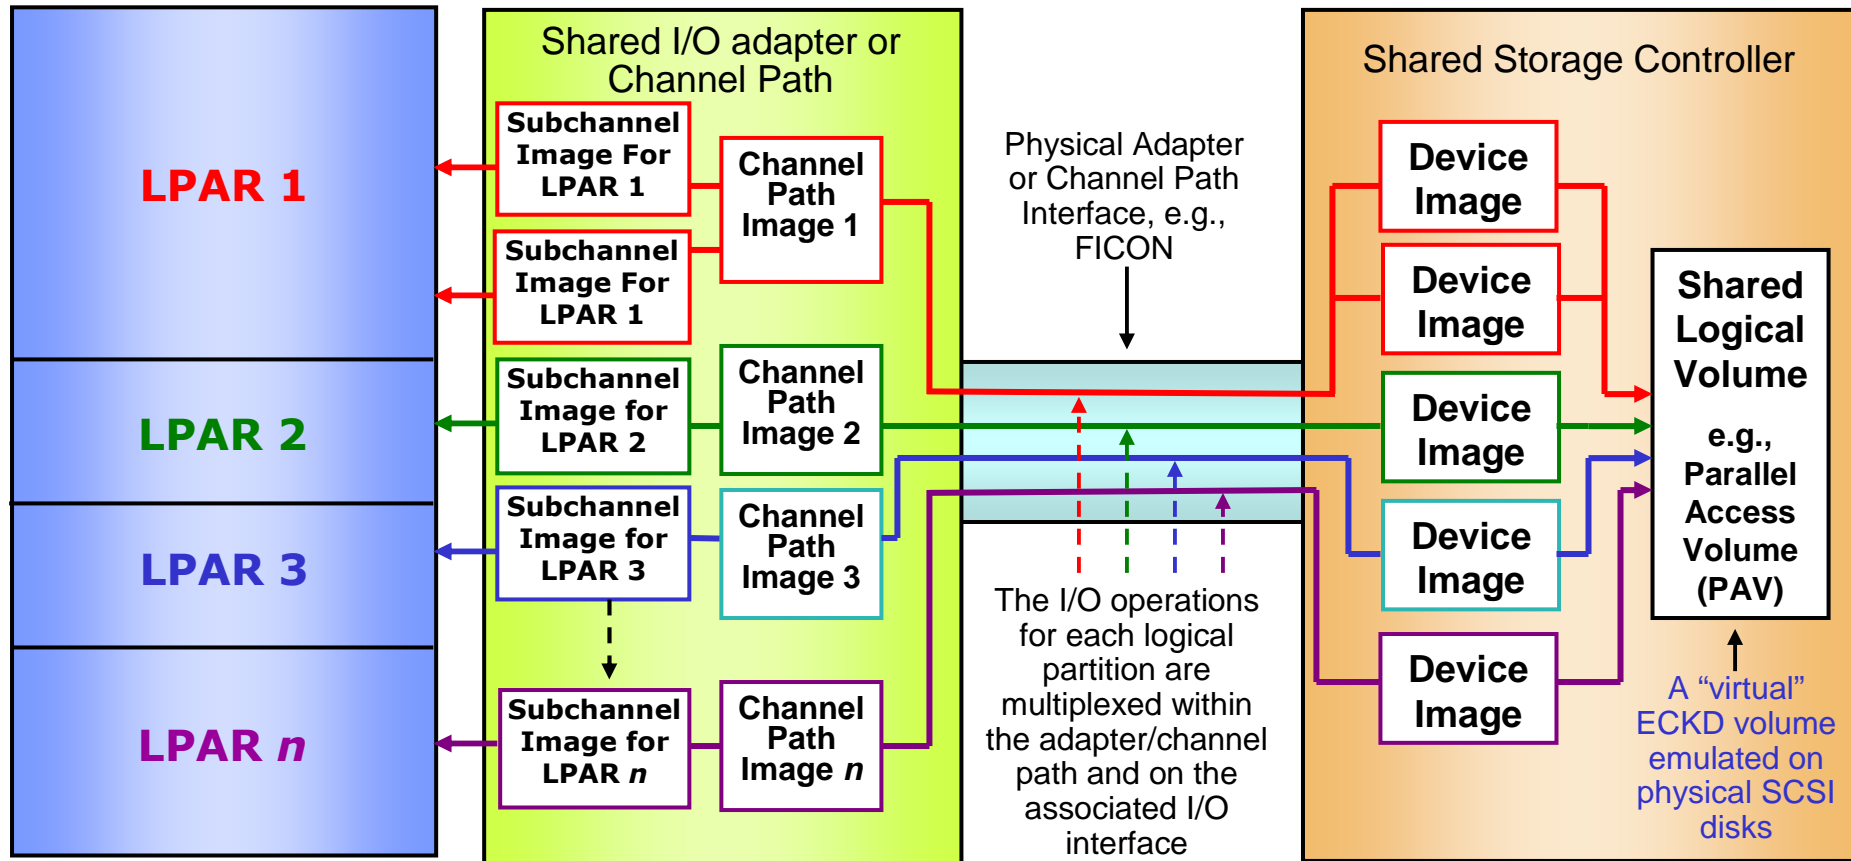 LPAR 1
LPAR 2
LPAR 3
LPAR n
Shared I/O adapter or
Channel Path
Subchannel
Image For
LPAR 1
Subchannel
Image For
LPAR 1
Channel
Path
Image 1
Subchannel
Image for
LPAR 2
Channel
Path
Image 2
Subchannel
Image for
LPAR 3
Channel
Path
Image 3
Subchannel
Image for
LPAR n
Channel
Path
Image n
Physical Adapter
or Channel Path
Interface, e.g.,
FICON
The I/O operations
for each logical
partition are
multiplexed within
the adapter/channel
path and on the
associated I/O
interface
Shared Storage Controller
Device
Image
Device
Image
Device
Image
Device
Image
Device
Image
Shared
Logical
Volume
e.g.,
Parallel
Access
Volume
(PAV)
A “virtual”
ECKD volume
emulated on
physical SCSI
disks